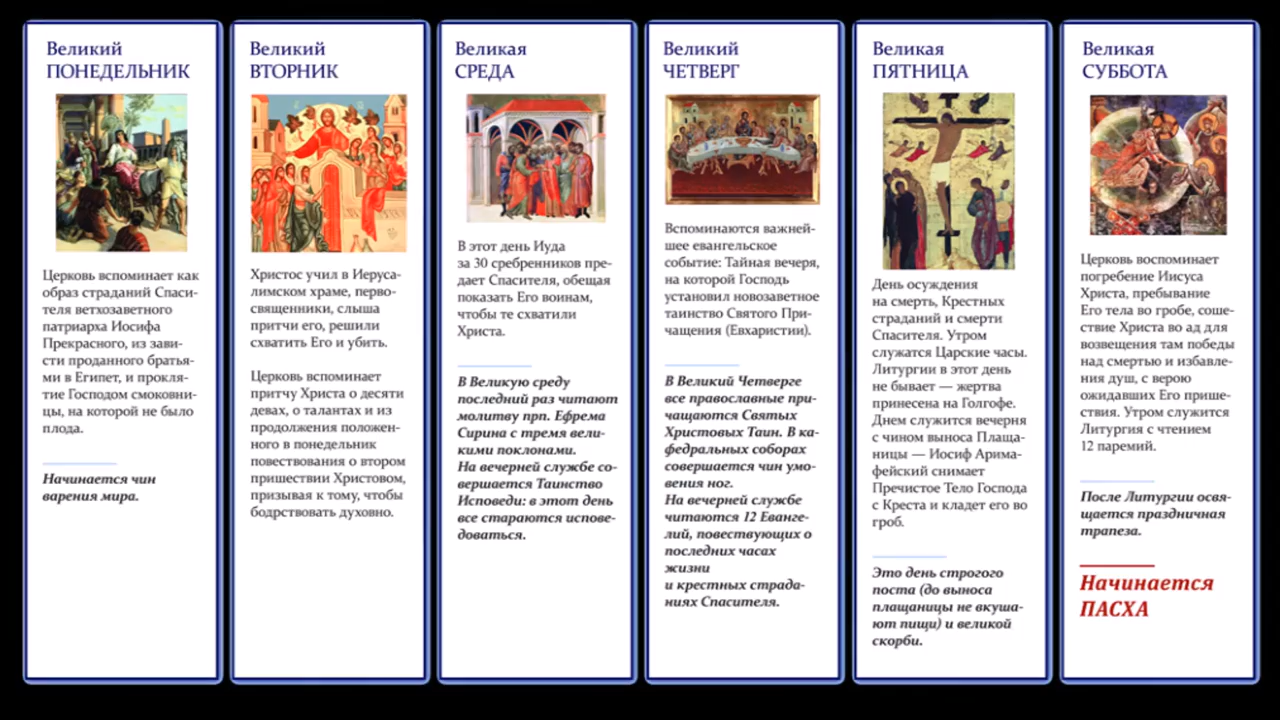 Великий
ПОНЕДЕЛЬНИК
Церковь вспоминает как
образ страданий Спаси-
теля ветхозаветного
патриарха Иосифа
Прекрасного, из зави-
сти проданного братья-
ми в Египет, и прокля-
тие Господом смоковни-
цы, на которой не было
плода.
Начинается чин
варения мира.
Великий
ВТОРНИК
Христос учил в Иеруса-
лимском храме, перво-
священники, слыша
притчи его, решили
схватить Его и убить.
Церковь вспоминает
притчу Христа о десяти
девах, о талантах и из
продолжения положен-
ного в понедельник
повествования о втором
пришествии Христовом,
призывая к тому, чтобы
бодрствовать духовно.
Великая
СРЕДА
В этот день Иуда
за 30 сребренников пре-
дает Спасителя, обещая
показать Его воинам,
чтобы те схватили
Христа.
В Великую среду
последний раз читают
молитву прп. Ефрема
Сирина с тремя вели-
кими поклонами.
На вечерней службе со-
вершается Таинство
Исповеди: в этот день
все стараются испове-
доваться.
Великий
ЧЕТВЕРГ
Вспоминаются важней-
шее евангельское
событие: Тайная вечеря,
на которой Господь
установил новозаветное
таинство Святого При-
чащения (Евхаристии).
В Великий Четверге
все православные при-
чащаются Святых
Христовых Таин. В ка-
федральных соборах
совершается чин умо-
вения ног.
На вечерней службе
читаются 12 Еванге-
лий, повествующих о
последних часах
жизни
и крестных страда-
ниях Спасителя.
Великая
ПЯТНИЦА
День осуждения
на смерть, Крестных
страданий и смерти
Спасителя. Утром
служатся Царские часы.
Литургии в этот день
не бывает — жертва
принесена на Голгофе.
Днем служится вечерня
с чином выноса Плаща-
ницы — Иосиф Арима-
фейский снимает
Пречистое Тело Господа
с Креста и кладет его во
гроб.
Это день строгого
поста (до выноса
плащаницы не вкуша-
ют пищи) и великой
скорби.
Великая
СУББОТА
Церковь воспоминает
погребение Иисуса
Христа, пребывание
Его тела во гробе, соше-
ствие Христа во ад для
возвещения там победы
над смертью и избавле-
ния душ, с верою
ожидавших Его прише-
ствия. Утром служится
Литургия с чтением
12 паремий.
После Литургии освя-
щается праздничная
трапеза.
Начинается
ПАСХА